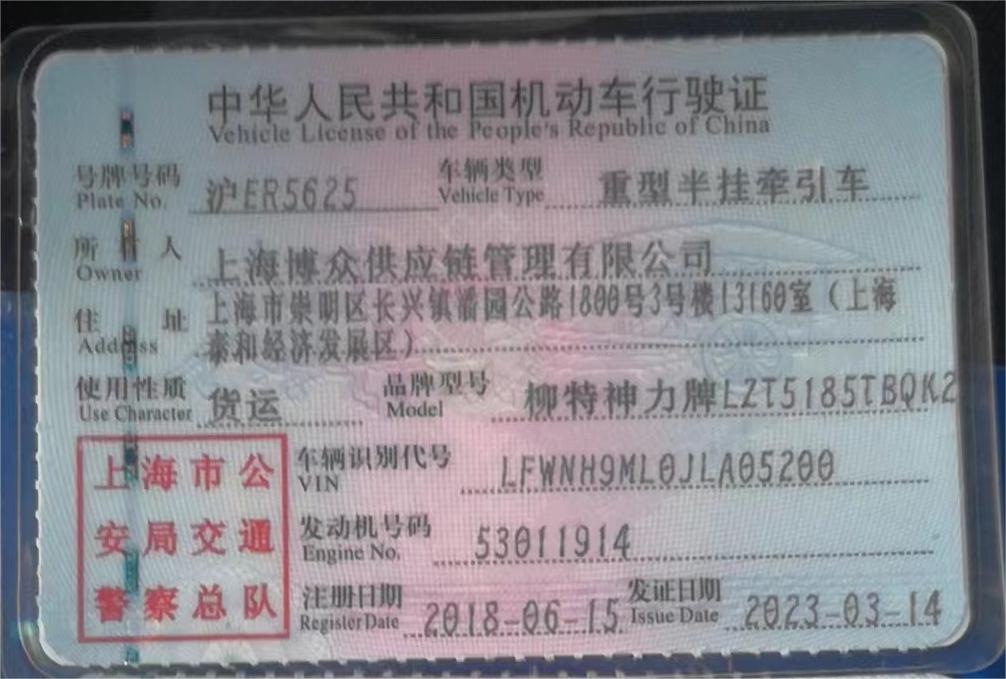 中华人民共和国机动车行驶证
Vehicle License of the People's Republic of China
号牌号码 沪ER5625 车辆类型 重型半挂牵引车
Plate No. Vehicle Type
所有人 上海博众供应链管理有限公司
Owner
住址 上海市崇明区长兴镇潘园公路1800号3号楼13160室（上海
Address 泰和经济发展区）
使用性质 货运 品牌型号 柳特神力牌LZT5185TBQK2
Use Character Model
上海市公 车辆识别代号 LFWNH9ML0JLA05200
VIN
安局交通 发动机号码 53011914
Engine No.
警察总队 注册日期 2018-06-15 发证日期 2023-03-14
Register Date Issue Date